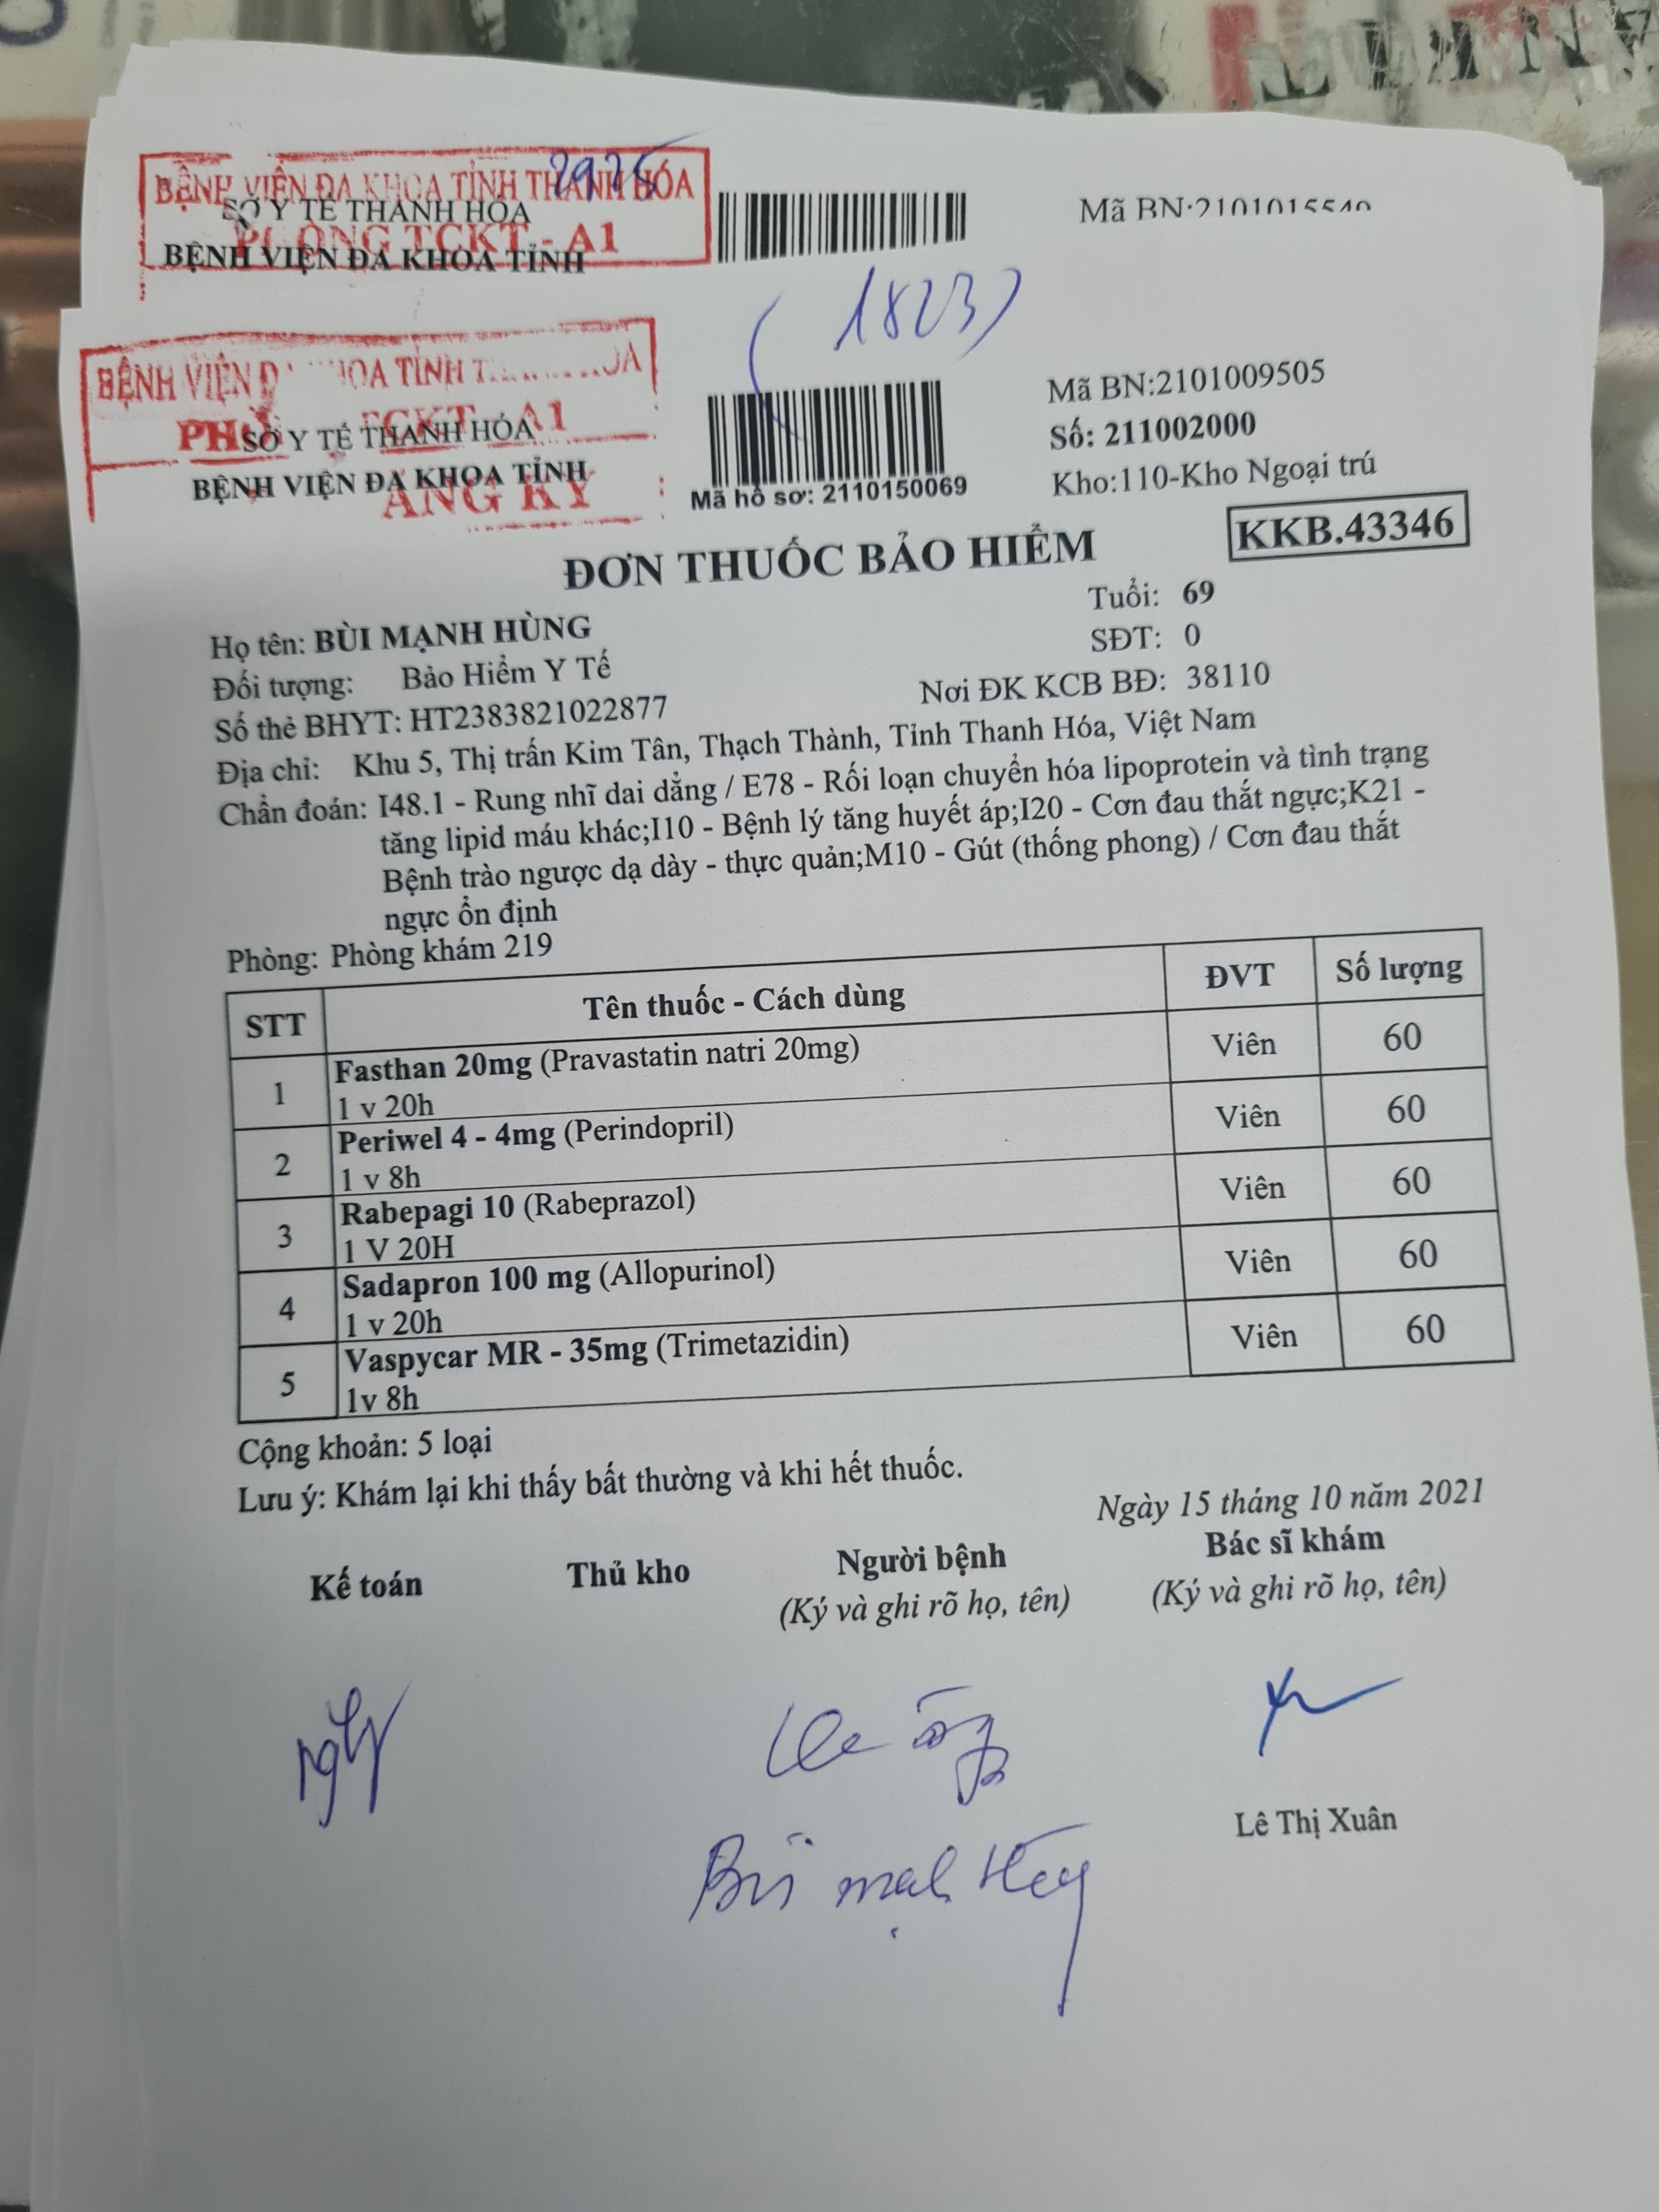 BỆNH VIỆN ĐA KHOA TỈNH THANH HÓA
SỞ Y TẾ THANH HÓA
PHÒNG TCKT - A1
BỆNH VIỆN ĐA KHOA TỈNH
Mã BN:2101015540
(1823)
BỆNH VIỆN KHOA TỈNH
SỞ Y TẾ THANH HÓA
TCKT A1
BỆNH VIỆN ĐA KHOA TỈNH
Mã hồ sơ: 2110150069
Mã BN:2101009505
Số: 211002000
Kho:110-Kho Ngoại trú
KKB.43346
ĐƠN THUỐC BẢO HIỂM
Họ tên: BÙI MẠNH HÙNG
Tuổi: 69
Đối tượng: Bảo Hiểm Y Tế
SĐT: 0
Số thẻ BHYT: HT2383821022877
Nơi ĐK KCB BĐ: 38110
Địa chỉ: Khu 5, Thị trấn Kim Tân, Thạch Thành, Tỉnh Thanh Hóa, Việt Nam
Chẩn đoán: I48.1 - Rung nhĩ dai dẳng / E78 - Rối loạn chuyển hóa lipoprotein và tình trạng
tăng lipid máu khác;I10 - Bệnh lý tăng huyết áp;I20 - Cơn đau thắt ngực;K21 -
Bệnh trào ngược dạ dày - thực quản;M10 - Gút (thống phong) / Cơn đau thắt
ngực ổn định
Phòng: Phòng khám 219
STT Tên thuốc - Cách dùng ĐVT Số lượng
1 Fasthan 20mg (Pravastatin natri 20mg) Viên 60
1 v 20h
2 Periwel 4 - 4mg (Perindopril) Viên 60
1 v 8h
3 Rabepagi 10 (Rabeprazol) Viên 60
1 V 20H
4 Sadapron 100 mg (Allopurinol) Viên 60
1 v 20h
5 Vaspycar MR - 35mg (Trimetazidin) Viên 60
1v 8h
Cộng khoản: 5 loại
Lưu ý: Khám lại khi thấy bất thường và khi hết thuốc.
Ngày 15 tháng 10 năm 2021
Kế toán Thủ kho Người bệnh Bác sĩ khám
(Ký và ghi rõ họ, tên) (Ký và ghi rõ họ, tên)
Lê Thị Xuân
Bùi mạnh Hùng